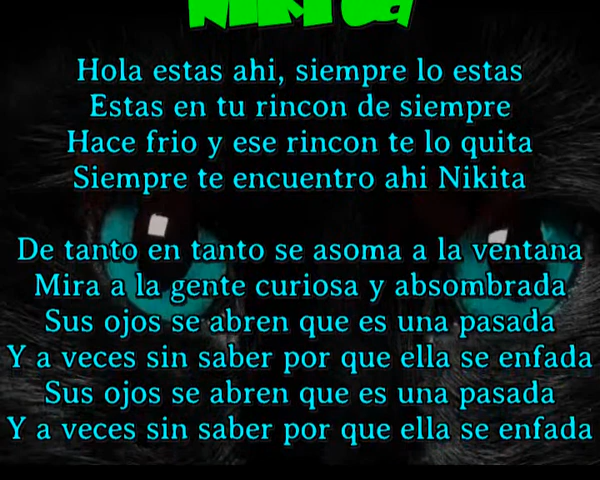 Nikita
Hola estas ahi, siempre lo estas
Estas en tu rincon de siempre
Hace frio y ese rincon te lo quita
Siempre te encuentro ahi Nikita
De tanto en tanto se asoma a la ventana
Mira a la gente curiosa y absombrada
Sus ojos se abren que es una pasada
Y a veces sin saber por que ella se enfada
Sus ojos se abren que es una pasada
Y a veces sin saber por que ella se enfada